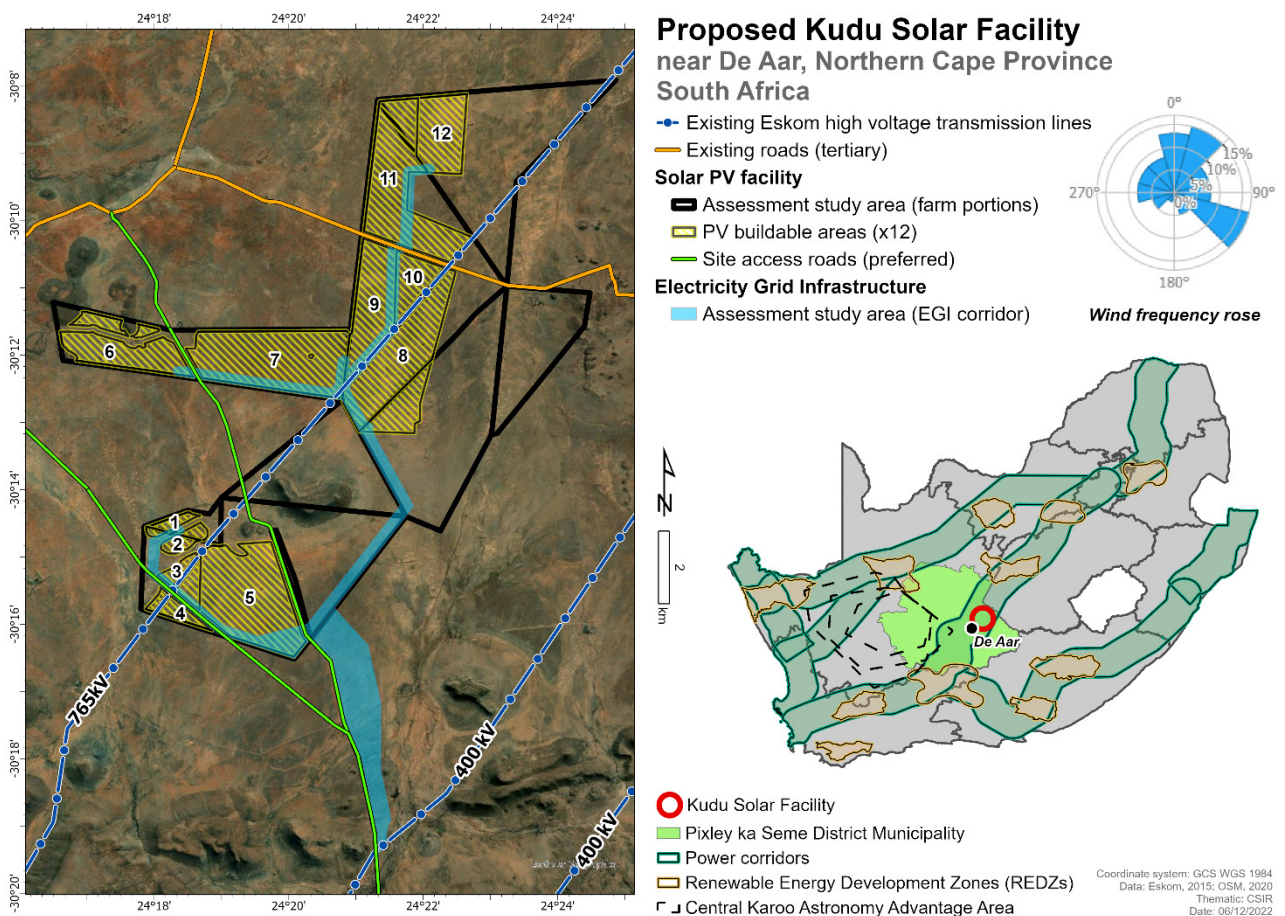 Proposed Kudu Solar Facility
near De Aar, Northern Cape Province
South Africa
Existing Eskom high voltage transmission lines
Existing roads (tertiary)
Solar PV facility
Assessment study area (farm portions)
PV buildable areas (x12)
Site access roads (preferred)
Electricity Grid Infrastructure
Assessment study area (EGI corridor)
0°
15%
10%
5%
0%
270°
90°
180°
Wind frequency rose
24°18'
24°20'
24°22'
24°24'
-30°8'
-30°10'
-30°12'
-30°14'
-30°16'
-30°18'
-30°20'
12
11
10
9
8
7
6
1
2
3
4
5
765kV
400 kV
400 kV
24°18'
24°20'
24°22'
24°24'
N
2
km
De Aar
Kudu Solar Facility
Pixley ka Seme District Municipality
Power corridors
Renewable Energy Development Zones (REDZs)
Central Karoo Astronomy Advantage Area
Coordinate system: GCS WGS 1984
Data: Eskom, 2015; OSM, 2020
Thematic: CSIR
Date: 06/12/2022